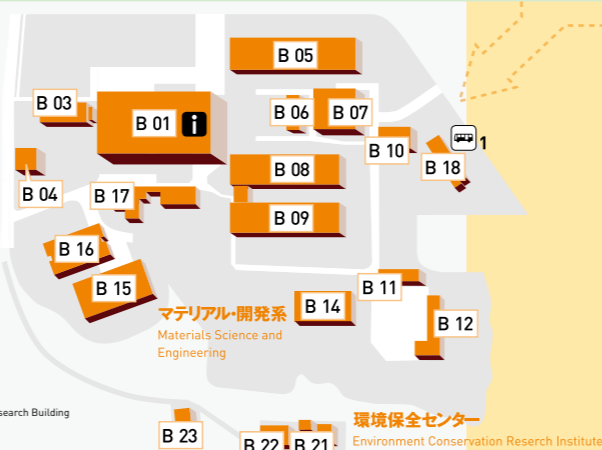 B 05
B 03
B 01
i
B 06
B 07
1
B 10
B 18
B 08
B 04
B 17
B 09
B 16
B 15
B 11
B 14
B 12
マテリアル・開発系
Materials Science and
Engineering
search Building
環境保全センター
B 23
B 22
B 21
Environment Conservation Reserch Institute